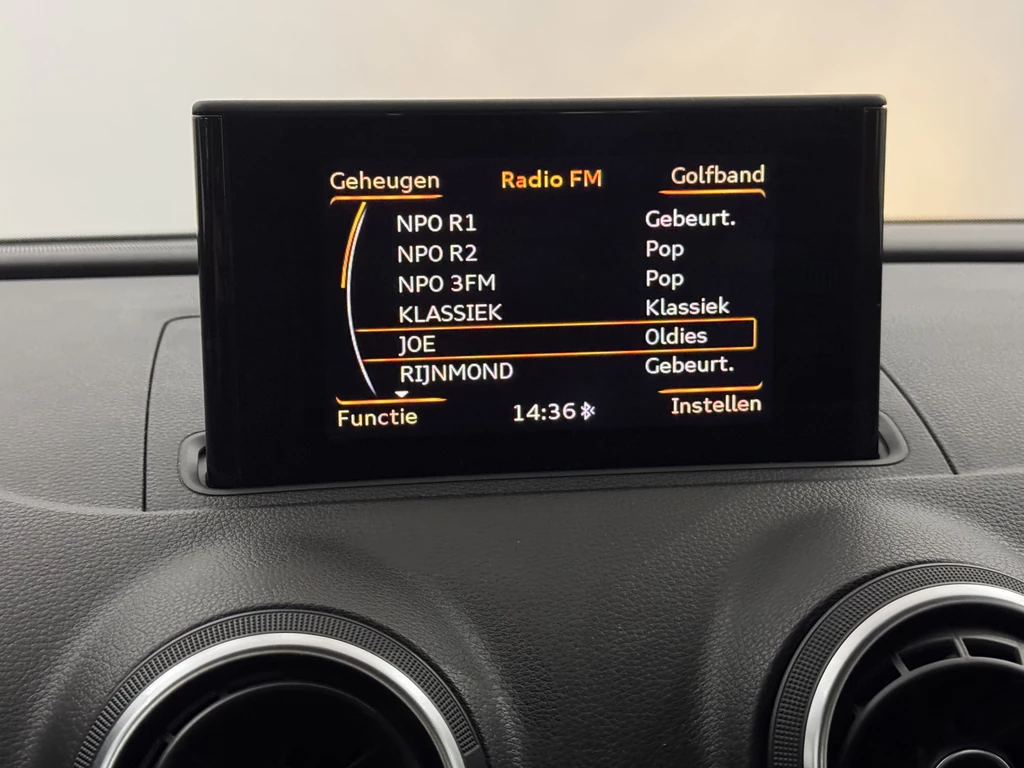 Geheugen Radio FM Golfband
NPO R1 Gebeurt.
NPO R2 Pop
NPO 3FM Pop
KLASSIEK Klassiek
JOE Oldies
RIJNMOND Gebeurt.
Functie 14:36 Instellen